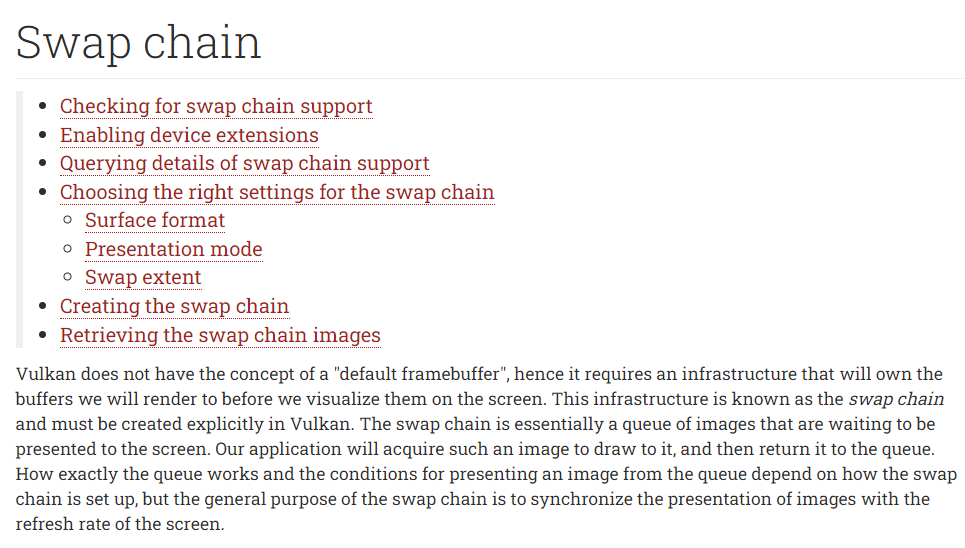 Swap chain
Checking for swap chain support
Enabling device extensions
Querying details of swap chain support
Choosing the right settings for the swap chain
Surface format
Presentation mode
Swap extent
Creating the swap chain
Retrieving the swap chain images
Vulkan does not have the concept of a "default framebuffer", hence it requires an infrastructure that will own the
buffers we will render to before we visualize them on the screen. This infrastructure is known as the swap chain
and must be created explicitly in Vulkan. The swap chain is essentially a queue of images that are waiting to be
presented to the screen. Our application will acquire such an image to draw to it, and then return it to the queue.
How exactly the queue works and the conditions for presenting an image from the queue depend on how the swap
chain is set up, but the general purpose of the swap chain is to synchronize the presentation of images with the
refresh rate of the screen.